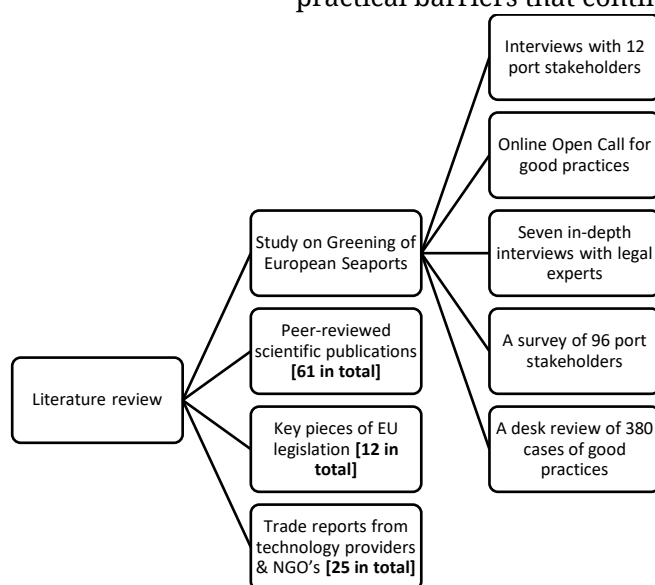 practical barriers that
Interviews with 12
port stakeholders
Online Open Call for
good practices
Study on Greening of
European Seaports
Seven in-depth
interviews with legal
experts
Peer-reviewed
scientific publications
[61 in total]
A survey of 96 port
stakeholders
Literature review
Key pieces of EU
legislation [12 in
total]
A desk review of 380
cases of good
practices
Trade reports from
technology providers
& NGO's [25 in total]